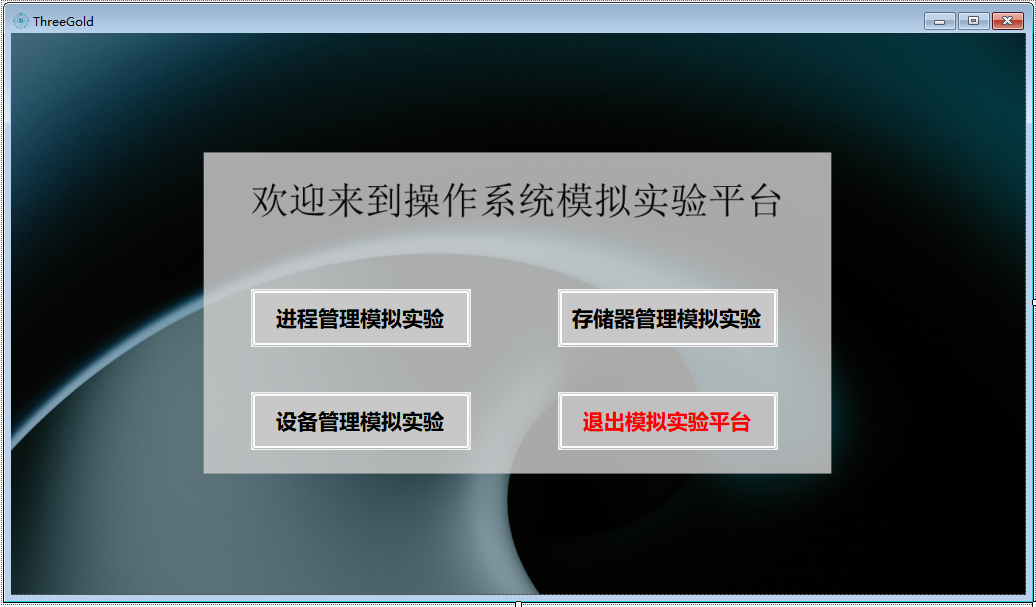 ThreeGold
欢迎来到操作系统模拟实验平台
进程管理模拟实验
存储器管理模拟实验
设备管理模拟实验
退出模拟实验平台